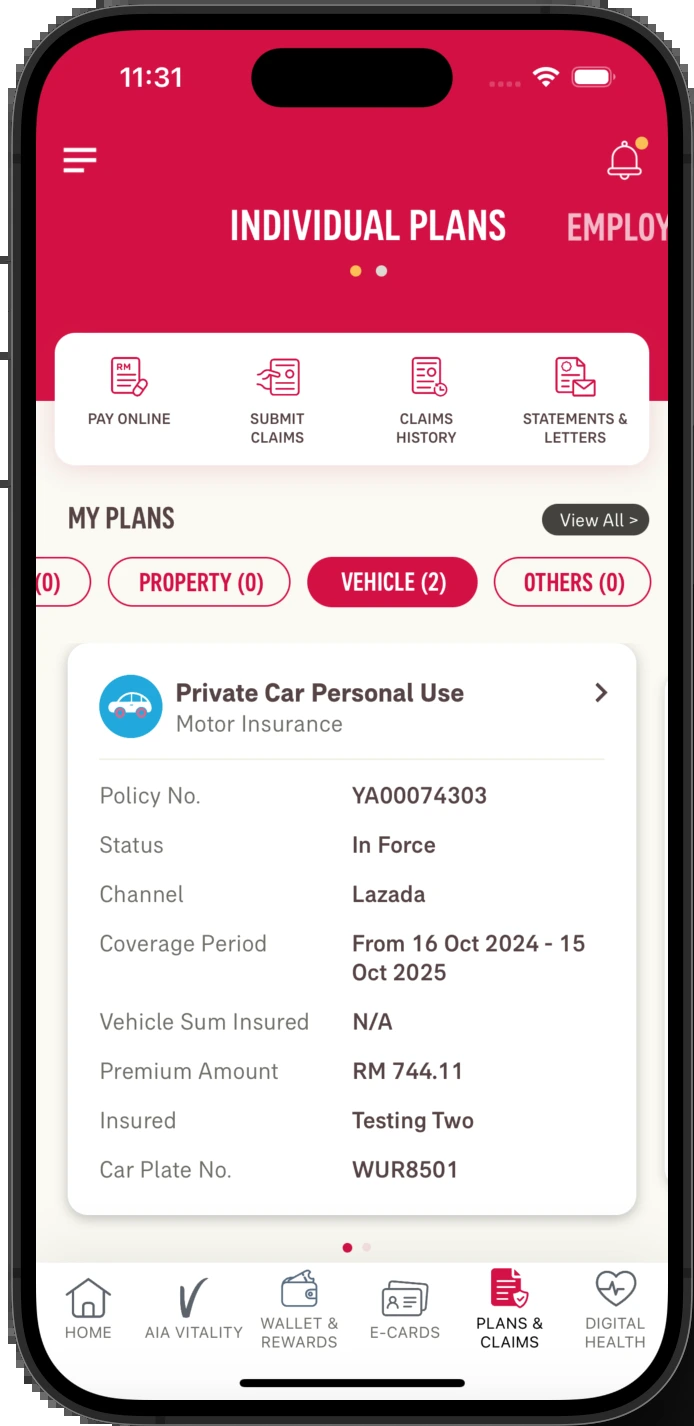 11:31
INDIVIDUAL PLANS
EMPLOY
RM
PAY ONLINE
SUBMIT
CLAIMS
CLAIMS
HISTORY
STATEMENTS &
LETTERS
MY PLANS
View All >
(0)
PROPERTY (0)
VEHICLE (2)
OTHERS (0)
Private Car Personal Use
Motor Insurance
Policy No. YA00074303
Status In Force
Channel Lazada
Coverage Period From 16 Oct 2024 - 15
Oct 2025
Vehicle Sum Insured N/A
Premium Amount RM 744.11
Insured Testing Two
Car Plate No. WUR8501
HOME
AIA VITALITY
WALLET &
REWARDS
E-CARDS
PLANS &
CLAIMS
DIGITAL
HEALTH